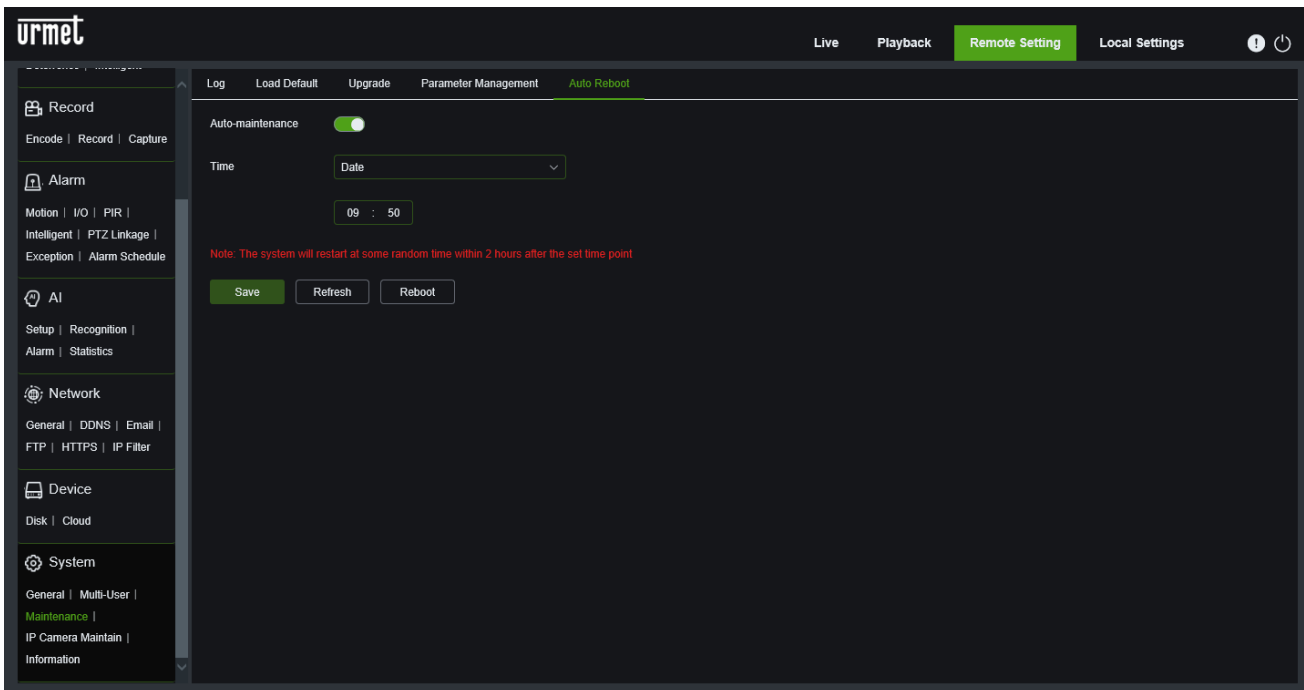 urmet
Live Playback Remote Setting Local Settings
Log Load Default Upgrade Parameter Management Auto Reboot
Record
Encode | Record | Capture
Alarm
Motion | I/O | PIR |
Intelligent | PTZ Linkage |
Exception | Alarm Schedule
AI
Setup | Recognition |
Alarm | Statistics
Network
General | DDNS | Email |
FTP | HTTPS | IP Filter
Device
Disk | Cloud
System
General | Multi-User |
Maintenance |
IP Camera Maintain |
Information
Auto-maintenance
Time Date
09 : 50
Note: The system will restart at some random time within 2 hours after the set time point
Save Refresh Reboot